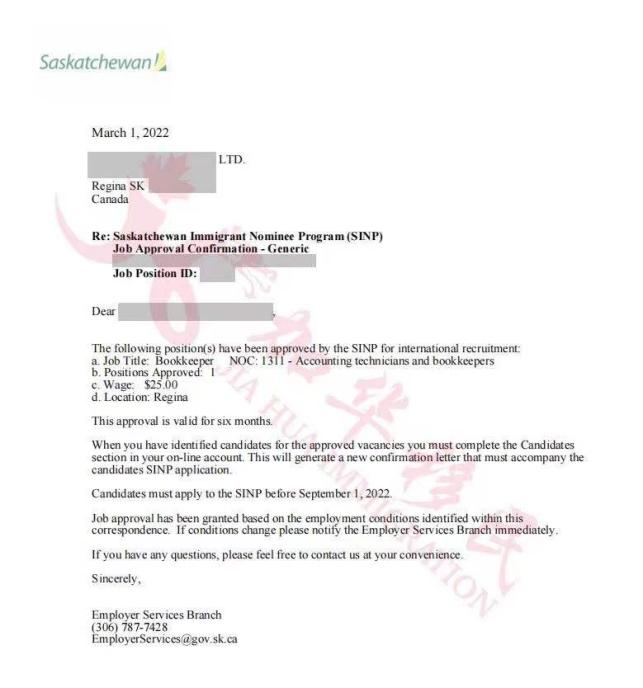 Saskatchewan
March 1, 2022
LTD.
Regina SK
Canada
Re: Saskatchewan Immigrant Nominee Program (SINP)
Job Approval Confirmation - Generic
Job Position ID:
Dear ,
The following position(s) have been approved by the SINP for international recruitment:
a. Job Title: Bookkeeper NOC: 1311 - Accounting technicians and bookkeepers
b. Positions Approved: 1
c. Wage: $25.00
d. Location: Regina
This approval is valid for six months.
When you have identified candidates for the approved vacancies you must complete the Candidates
section in your on-line account. This will generate a new confirmation letter that must accompany the
candidates SINP application.
Candidates must apply to the SINP before September 1, 2022.
Job approval has been granted based on the employment conditions identified within this
correspondence. If conditions change please notify the Employer Services Branch immediately.
If you have any questions, please feel free to contact us at your convenience.
Sincerely,
Employer Services Branch
(306) 787-7428
EmployerServices@gov.sk.ca
加华移民
JIA HUA IMMIGRATION